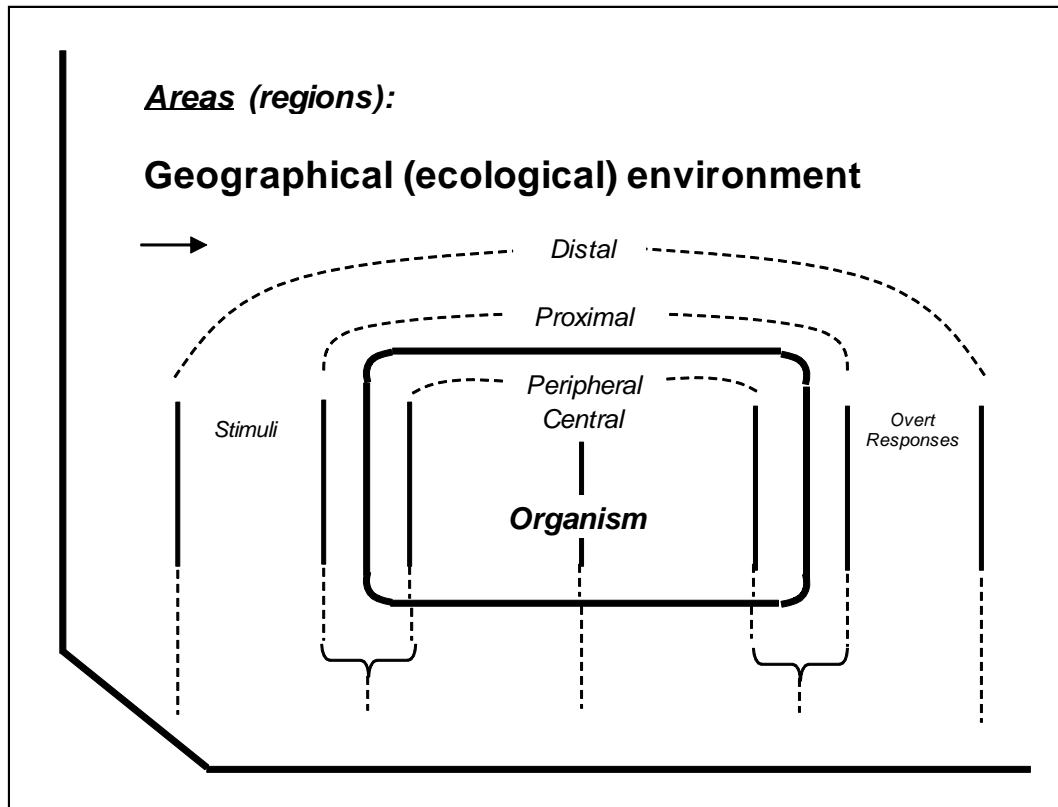 Areas (regions):
Geographical (ecological) environment
Distal
Proximal
Peripheral
Central
Stimuli
Overt
Responses
Organism